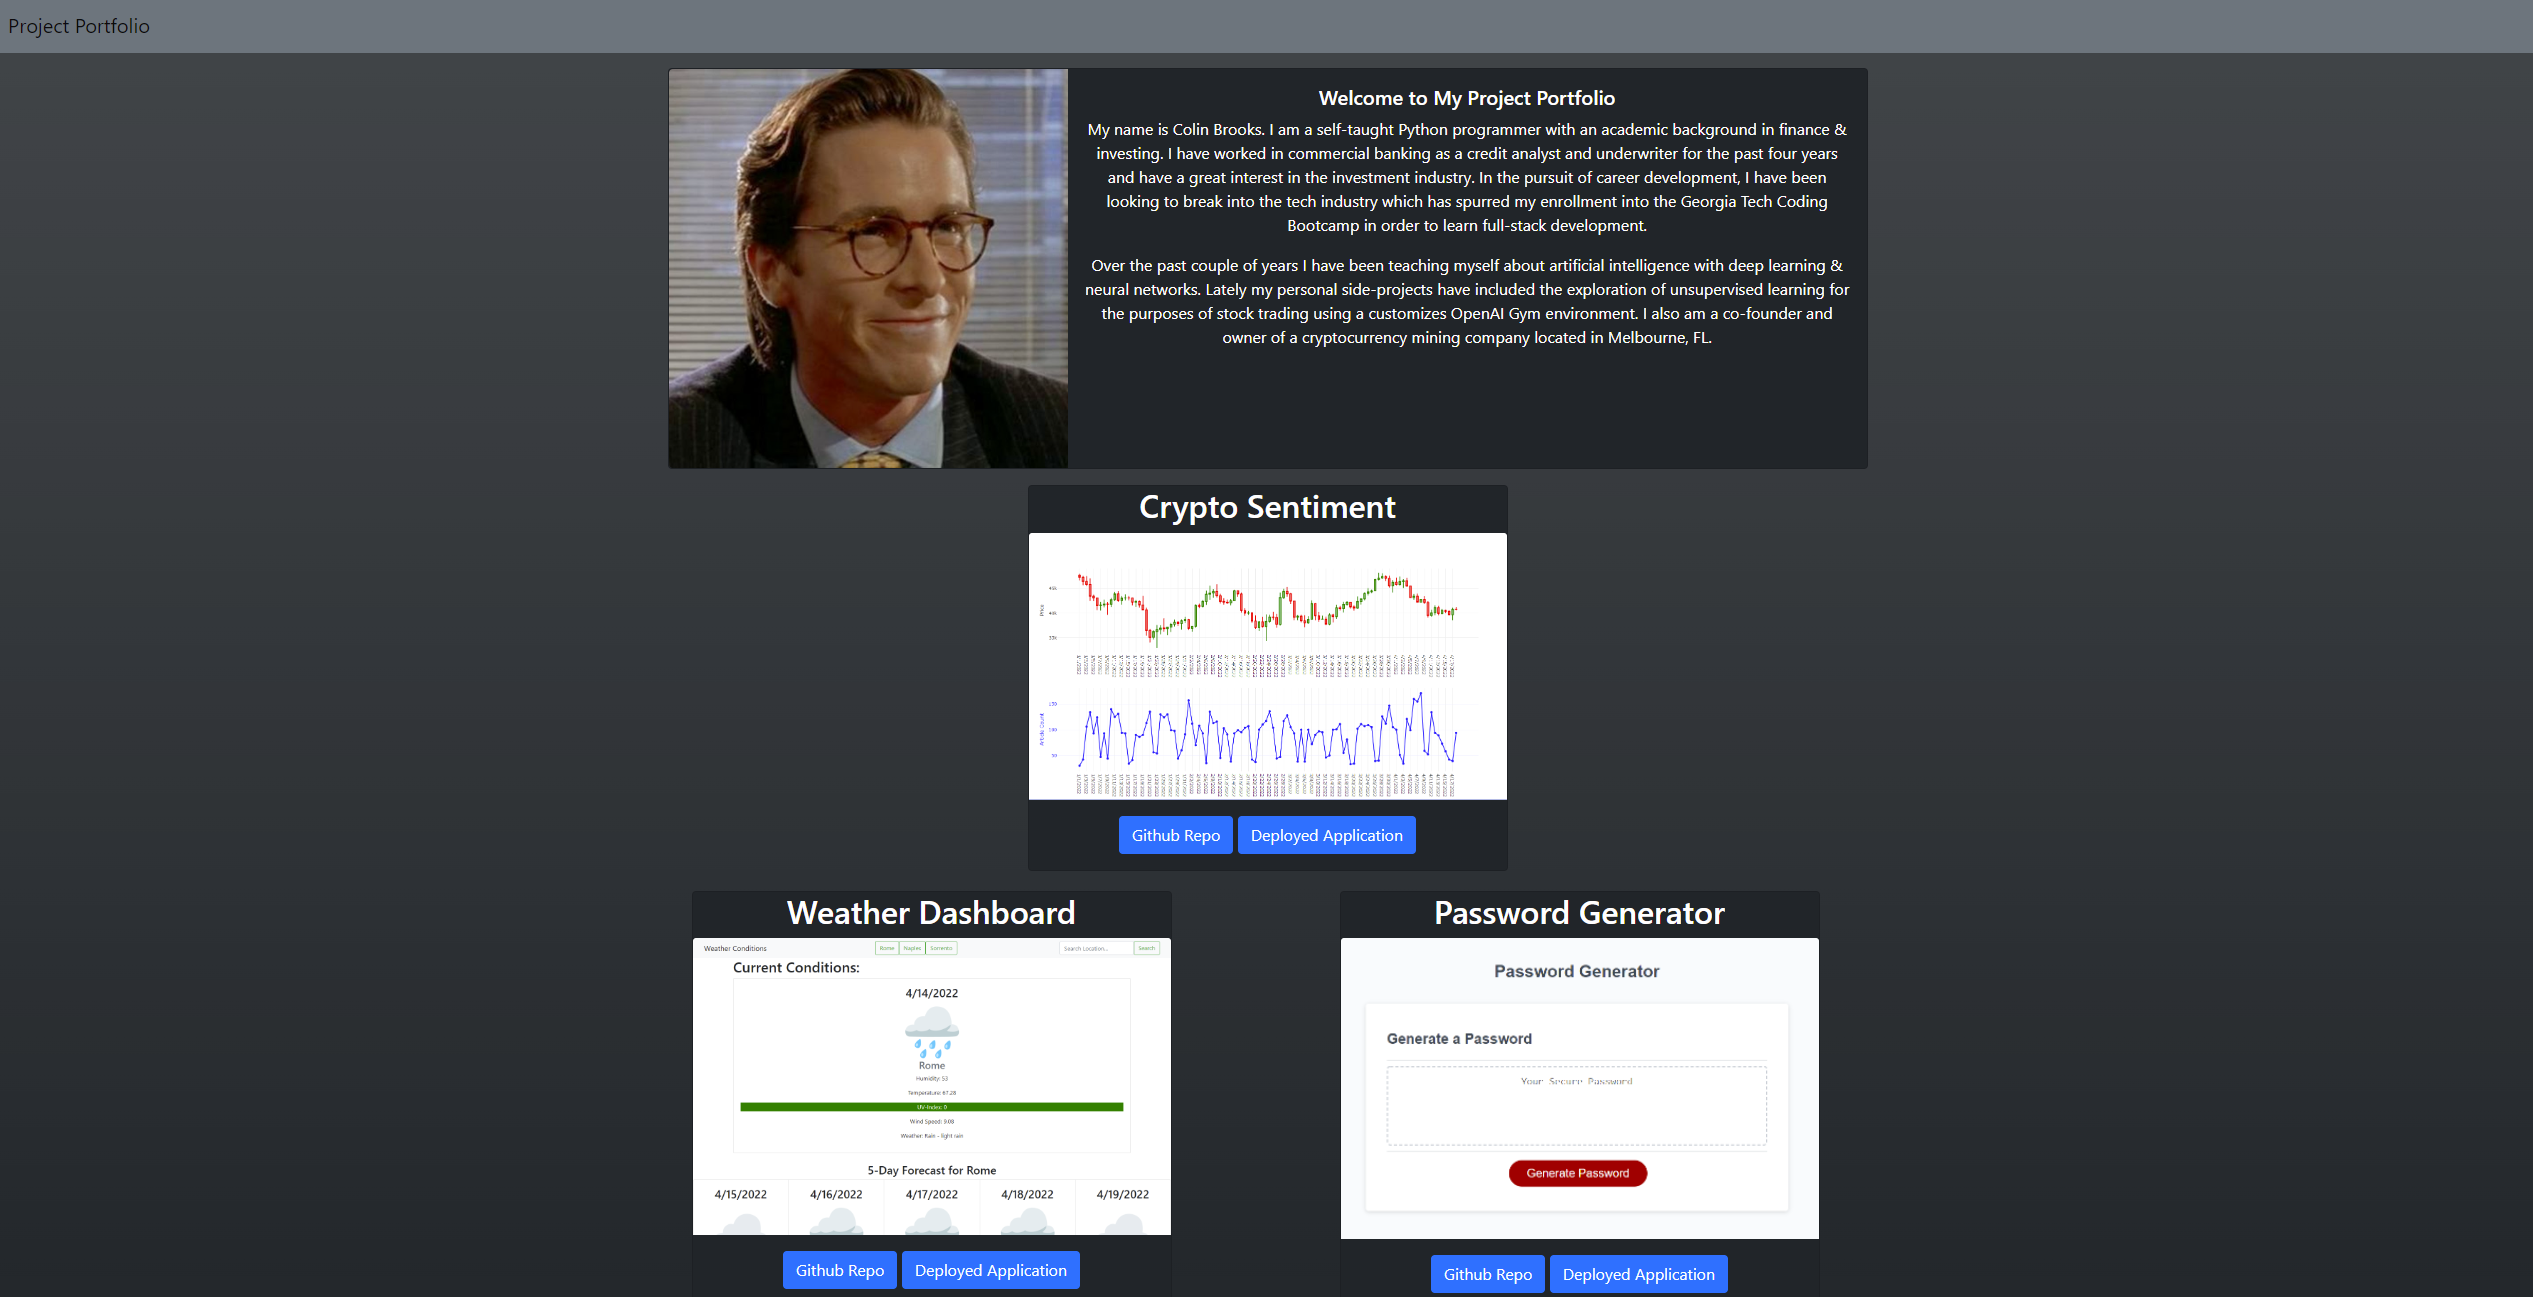 Project Portfolio
Welcome to My Project Portfolio
My name is Colin Brooks. I am a self-taught Python programmer with an academic background in finance &
investing. I have worked in commercial banking as a credit analyst and underwriter for the past four years
and have a great interest in the investment industry. In the pursuit of career development, I have been
looking to break into the tech industry which has spurred my enrollment into the Georgia Tech Coding
Bootcamp in order to learn full-stack development.
Over the past couple of years I have been teaching myself about artificial intelligence with deep learning &
neural networks. Lately my personal side-projects have included the exploration of unsupervised learning for
the purposes of stock trading using a customizes OpenAI Gym environment. I also am a co-founder and
owner of a cryptocurrency mining company located in Melbourne, FL.
Crypto Sentiment
Price
Article Count
Github Repo Deployed Application
Weather Dashboard
Weather Conditions Rome Naples Sorrento Search Location... Search
Current Conditions:
4/14/2022
Rome
Humidity: 53
Temperature: 67.28
UV-Index: 0
Wind Speed: 9.08
Weather: Rain - light rain
5-Day Forecast for Rome
4/15/2022 4/16/2022 4/17/2022 4/18/2022 4/19/2022
Github Repo Deployed Application
Password Generator
Password Generator
Generate a Password
Your Secure Password
Generate Password
Github Repo Deployed Application